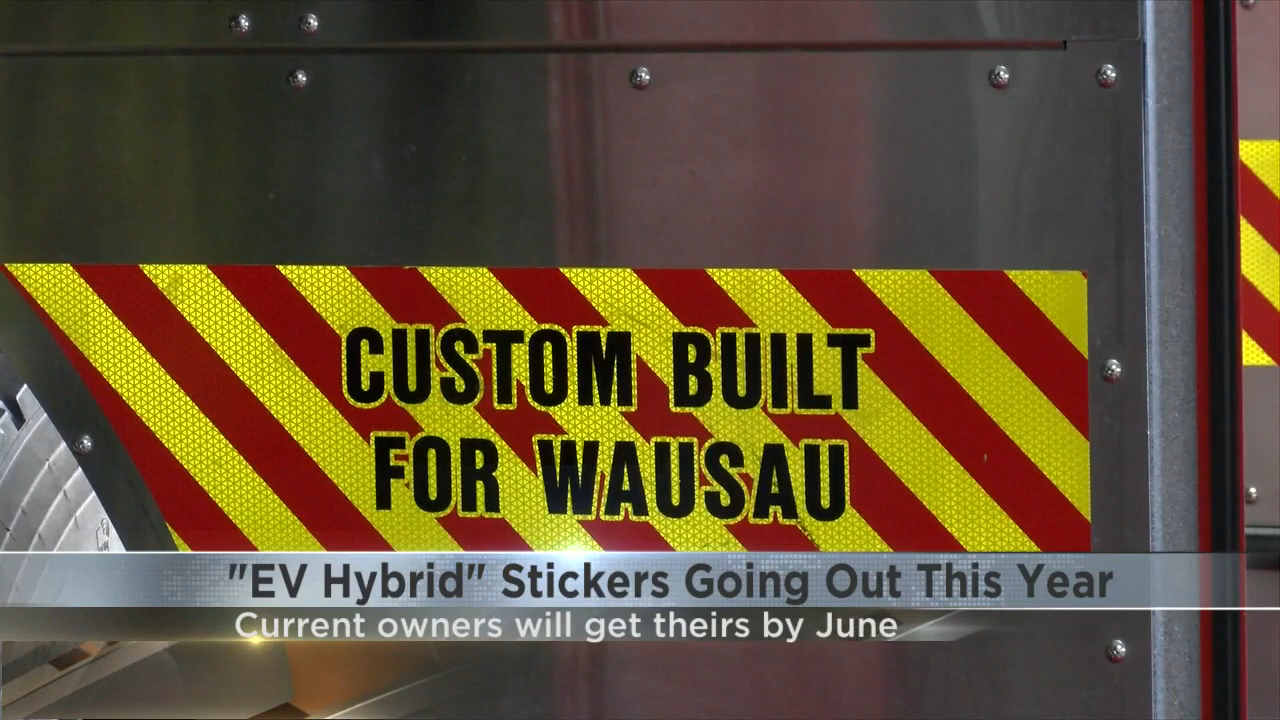 CUSTOM BUILT
FOR WAUSAU
"EV Hybrid" Stickers Going Out This Year
Current owners will get theirs by June